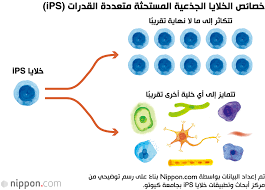 خصائص الخلايا الجذعية المستحثة متعددة القدرات (iPS)
تتكاثر إلى ما لا نهاية تقريبًا
خلايا iPS
تتمايز إلى أي خلية أخرى تقريبًا
تم إعداد البيانات بواسطة Nippon.com بناءً على رسم توضيحي من
مركز أبحاث وتطبيقات خلايا iPS بجامعة كيوتو.
nippon.com